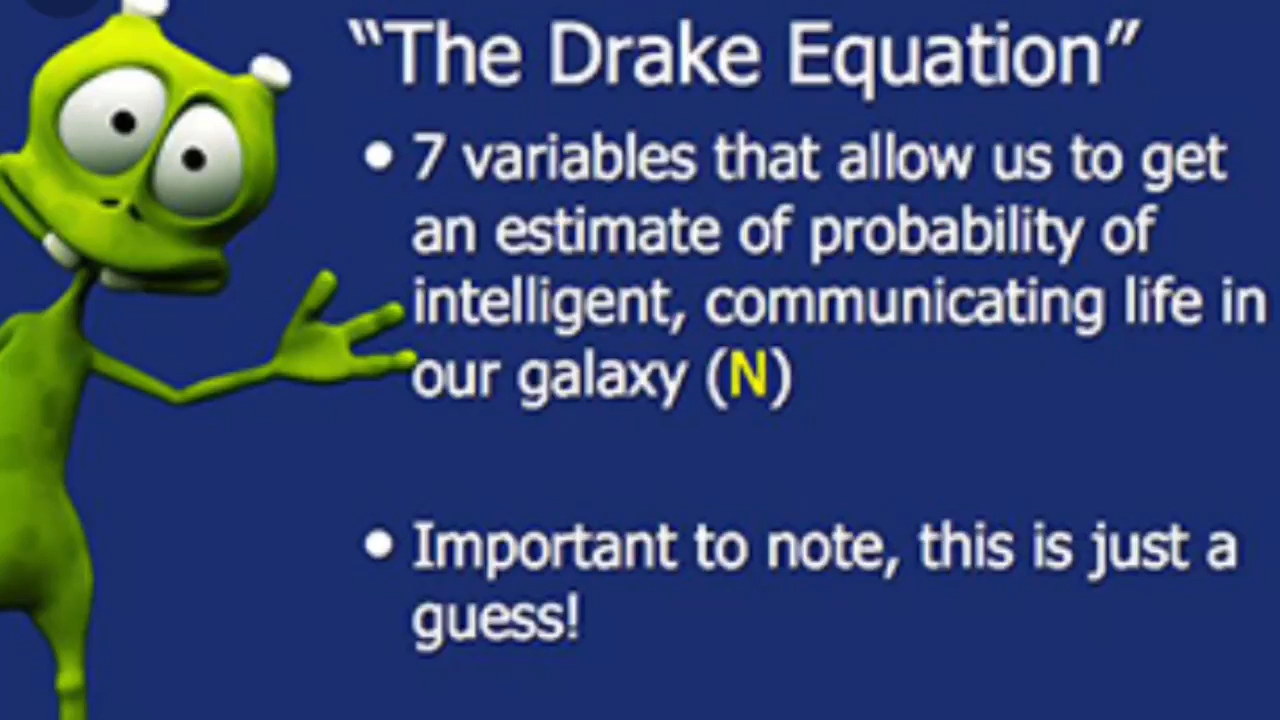 “The Drake Equation”
• 7 variables that allow us to get
an estimate of probability of
intelligent, communicating life in
our galaxy (N)
• Important to note, this is just a
guess!